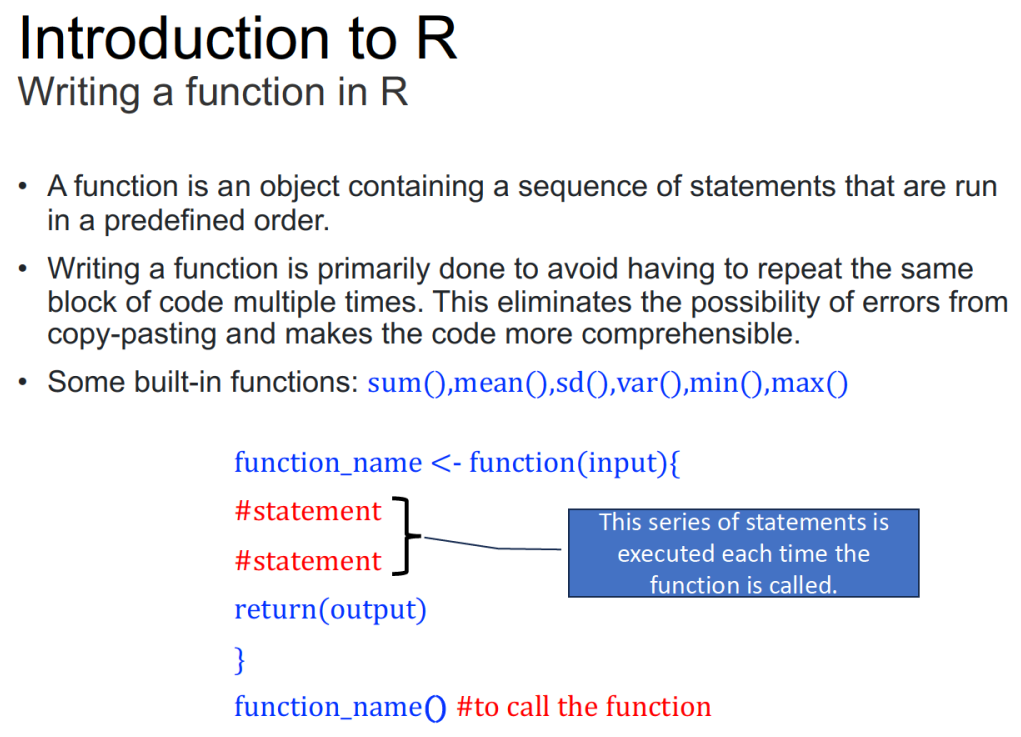 Introduction to R
Writing a function in R
• A function is an object containing a sequence of statements that are run
in a predefined order.
• Writing a function is primarily done to avoid having to repeat the same
block of code multiple times. This eliminates the possibility of errors from
copy-pasting and makes the code more comprehensible.
• Some built-in functions: sum(),mean(),sd(),var(),min(),max()
function_name <- function(input){
#statement
#statement
This series of statements is
executed each time the
function is called.
return(output)
}
function_name() #to call the function